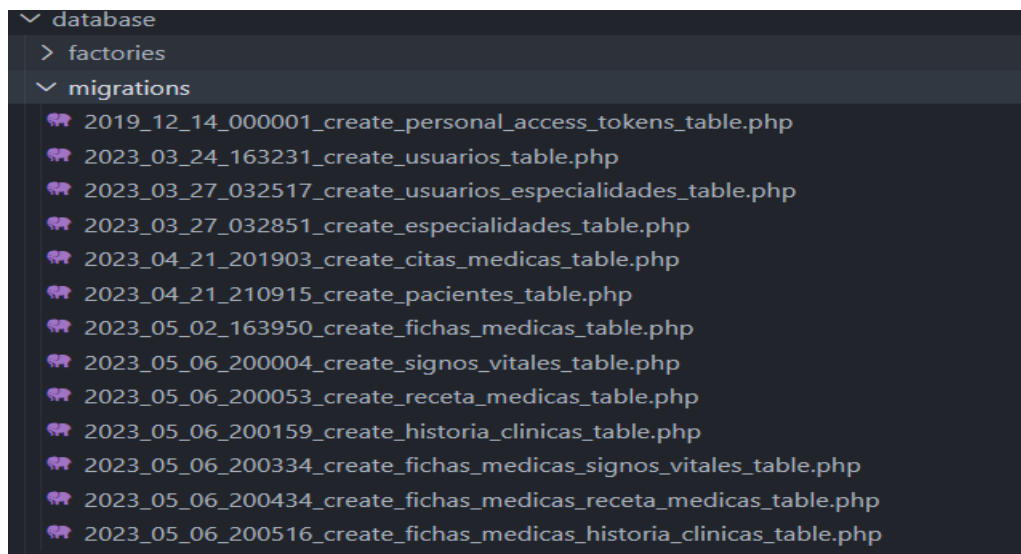 database
factories
migrations
2019_12_14_000001_create_personal_access_tokens_table.php
2023_03_24_163231_create_usuarios_table.php
2023_03_27_032517_create_usuarios_especialidades_table.php
2023_03_27_032851_create_especialidades_table.php
2023_04_21_201903_create_citas_medicas_table.php
2023_04_21_210915_create_pacientes_table.php
2023_05_02_163950_create_fichas_medicas_table.php
2023_05_06_200004_create_signos_vitales_table.php
2023_05_06_200053_create_receta_medicas_table.php
2023_05_06_200159_create_historia_clinicas_table.php
2023_05_06_200334_create_fichas_medicas_signos_vitales_table.php
2023_05_06_200434_create_fichas_medicas_receta_medicas_table.php
2023_05_06_200516_create_fichas_medicas_historia_clinicas_table.php